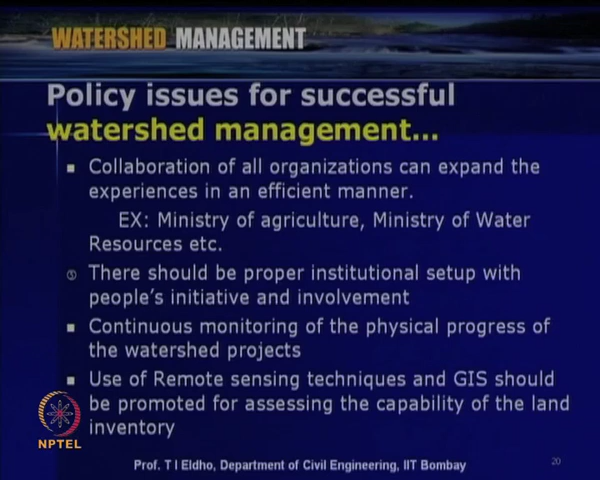 WATERSHED MANAGEMENT
Policy issues for successful
watershed management...
▪ Collaboration of all organizations can expand the
experiences in an efficient manner.
EX: Ministry of agriculture, Ministry of Water
Resources etc.
① There should be proper institutional setup with
people's initiative and involvement
▪ Continuous monitoring of the physical progress of
the watershed projects
▪ Use of Remote sensing techniques and GIS should
be promoted for assessing the capability of the land
inventory
NPTEL
Prof. T I Eldho, Department of Civil Engineering, IIT Bombay
20